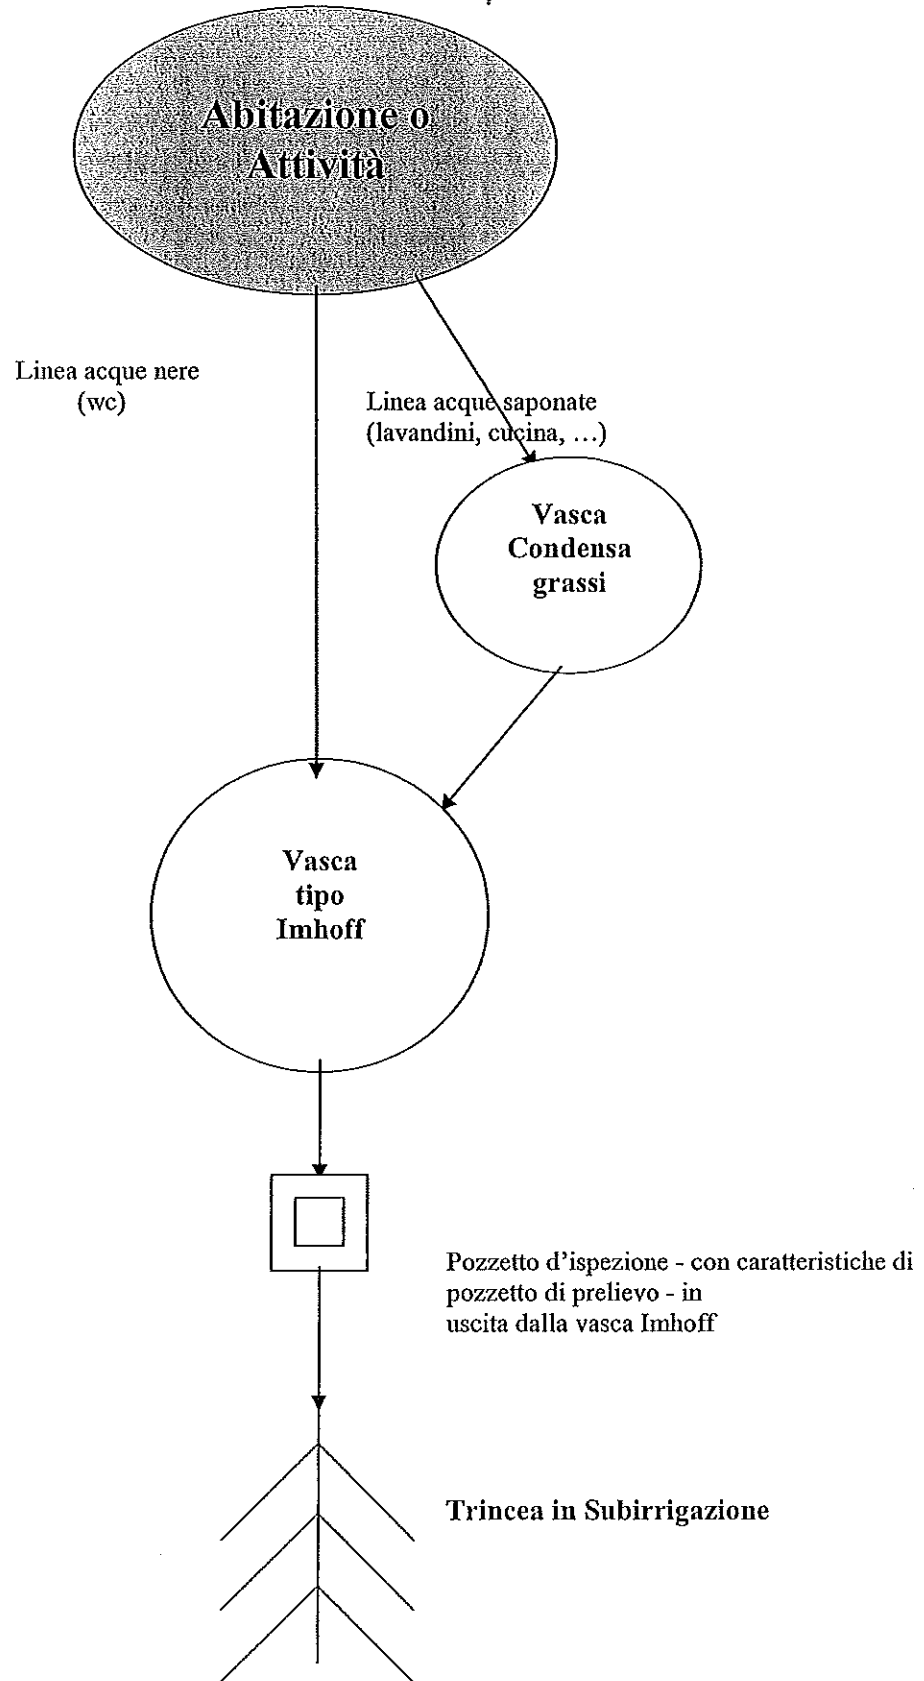 Abitazione o
Attività
Linea acque nere
(wc)
Linea acque saponate
(lavandini, cucina, …)
Vasca
Condensa
grassi
Vasca
tipo
Imhoff
Pozzetto d'ispezione - con caratteristiche di
pozzetto di prelievo - in
uscita dalla vasca Imhoff
Trincea in Subirrigazione